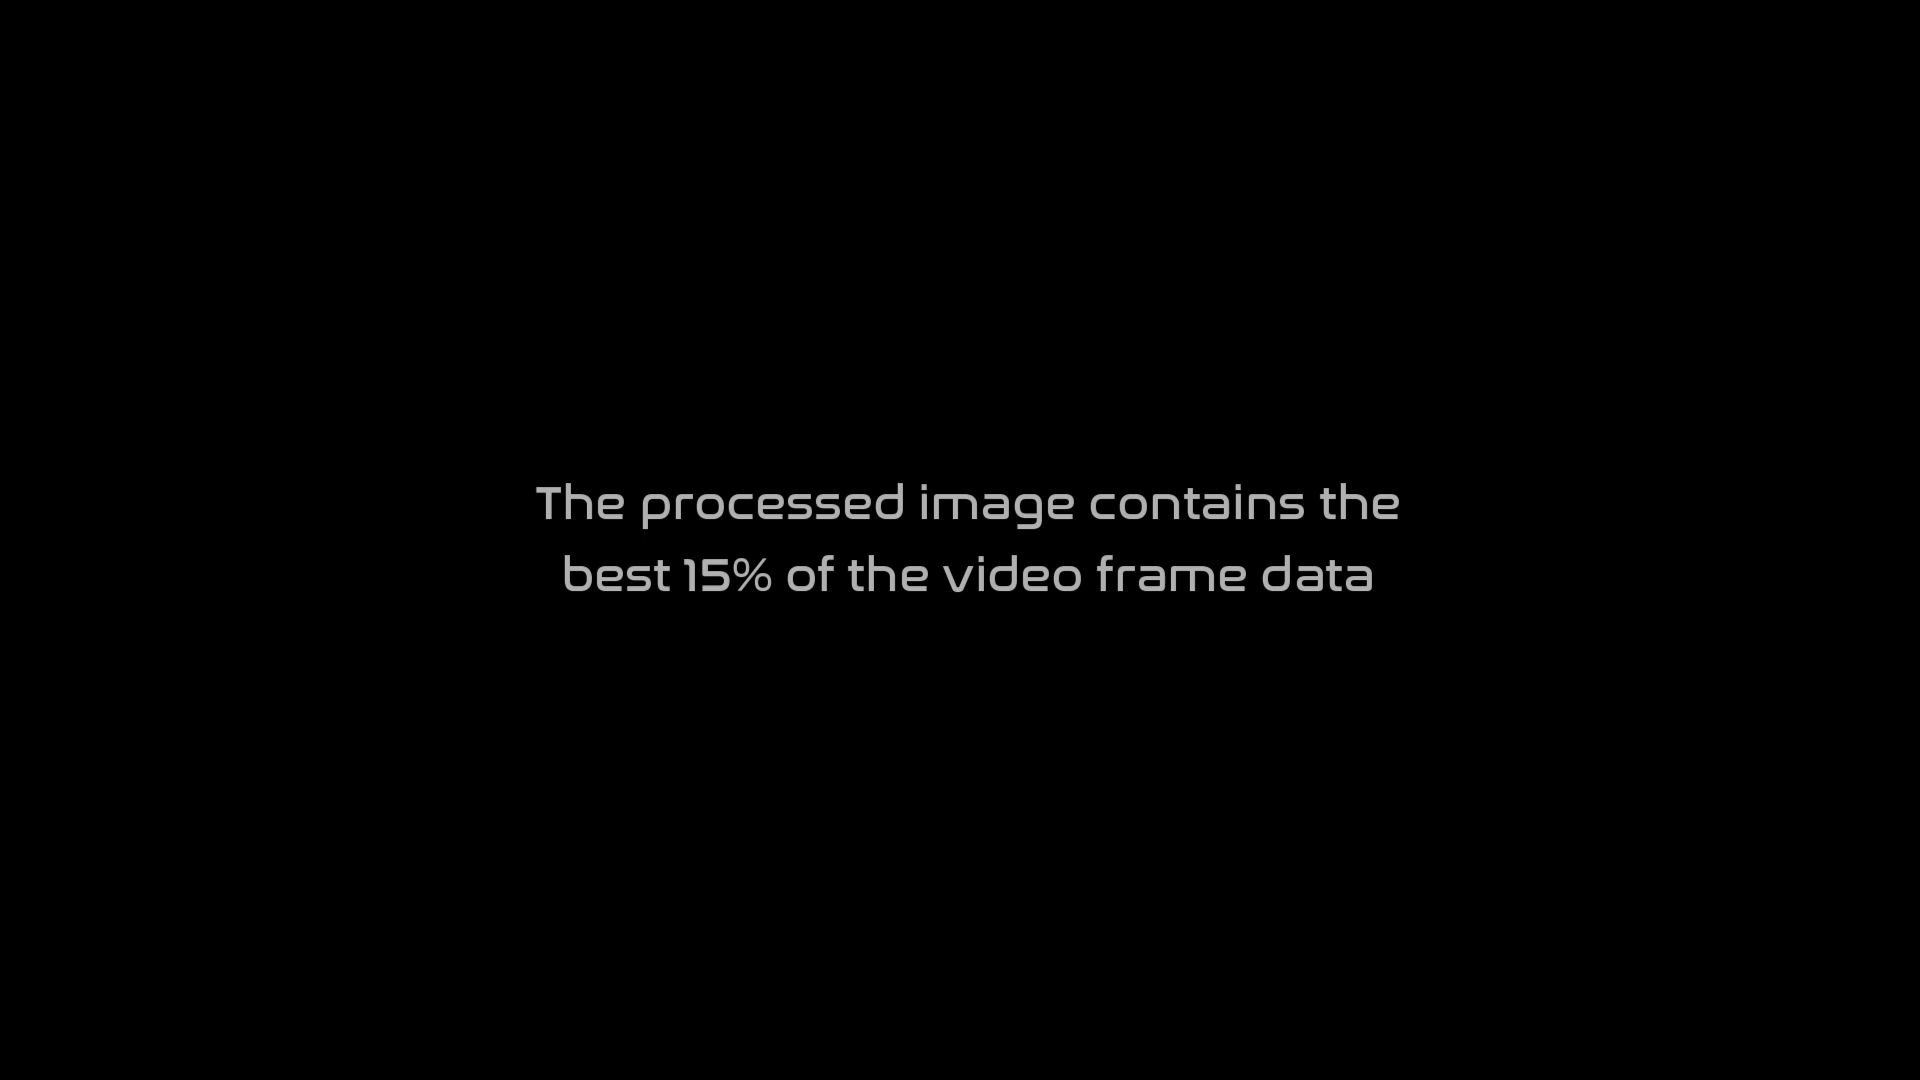 The processed image contains the
best 15% of the video frame data